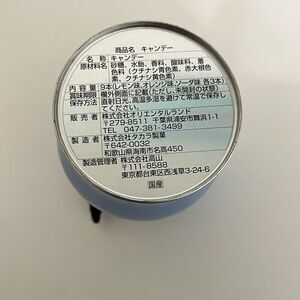 商品名 キャンデー
名 称 キャンデー
原材料名 砂糖、水飴、香料、酸味料、着
色料(クチナシ青色素、赤大根色
素、クチナシ黄色素)
内 容 量 9本(レモン味、オレンジ味、ソーダ味 各3本)
賞味期限 欄外側面に記載(ただし、未開封の状態)
保存方法 直射日光、高温多湿を避けて常温で保存し
てください。
販 売 者 株式会社オリエンタルランド
〒279-8511 千葉県浦安市舞浜1-1
TEL 047-381-3499
製 造 者 株式会社タカラ製菓
〒642-0032
和歌山県海南市名高450
製造管理者 株式会社高山
〒111-8588
東京都台東区西浅草3-24-6
国産